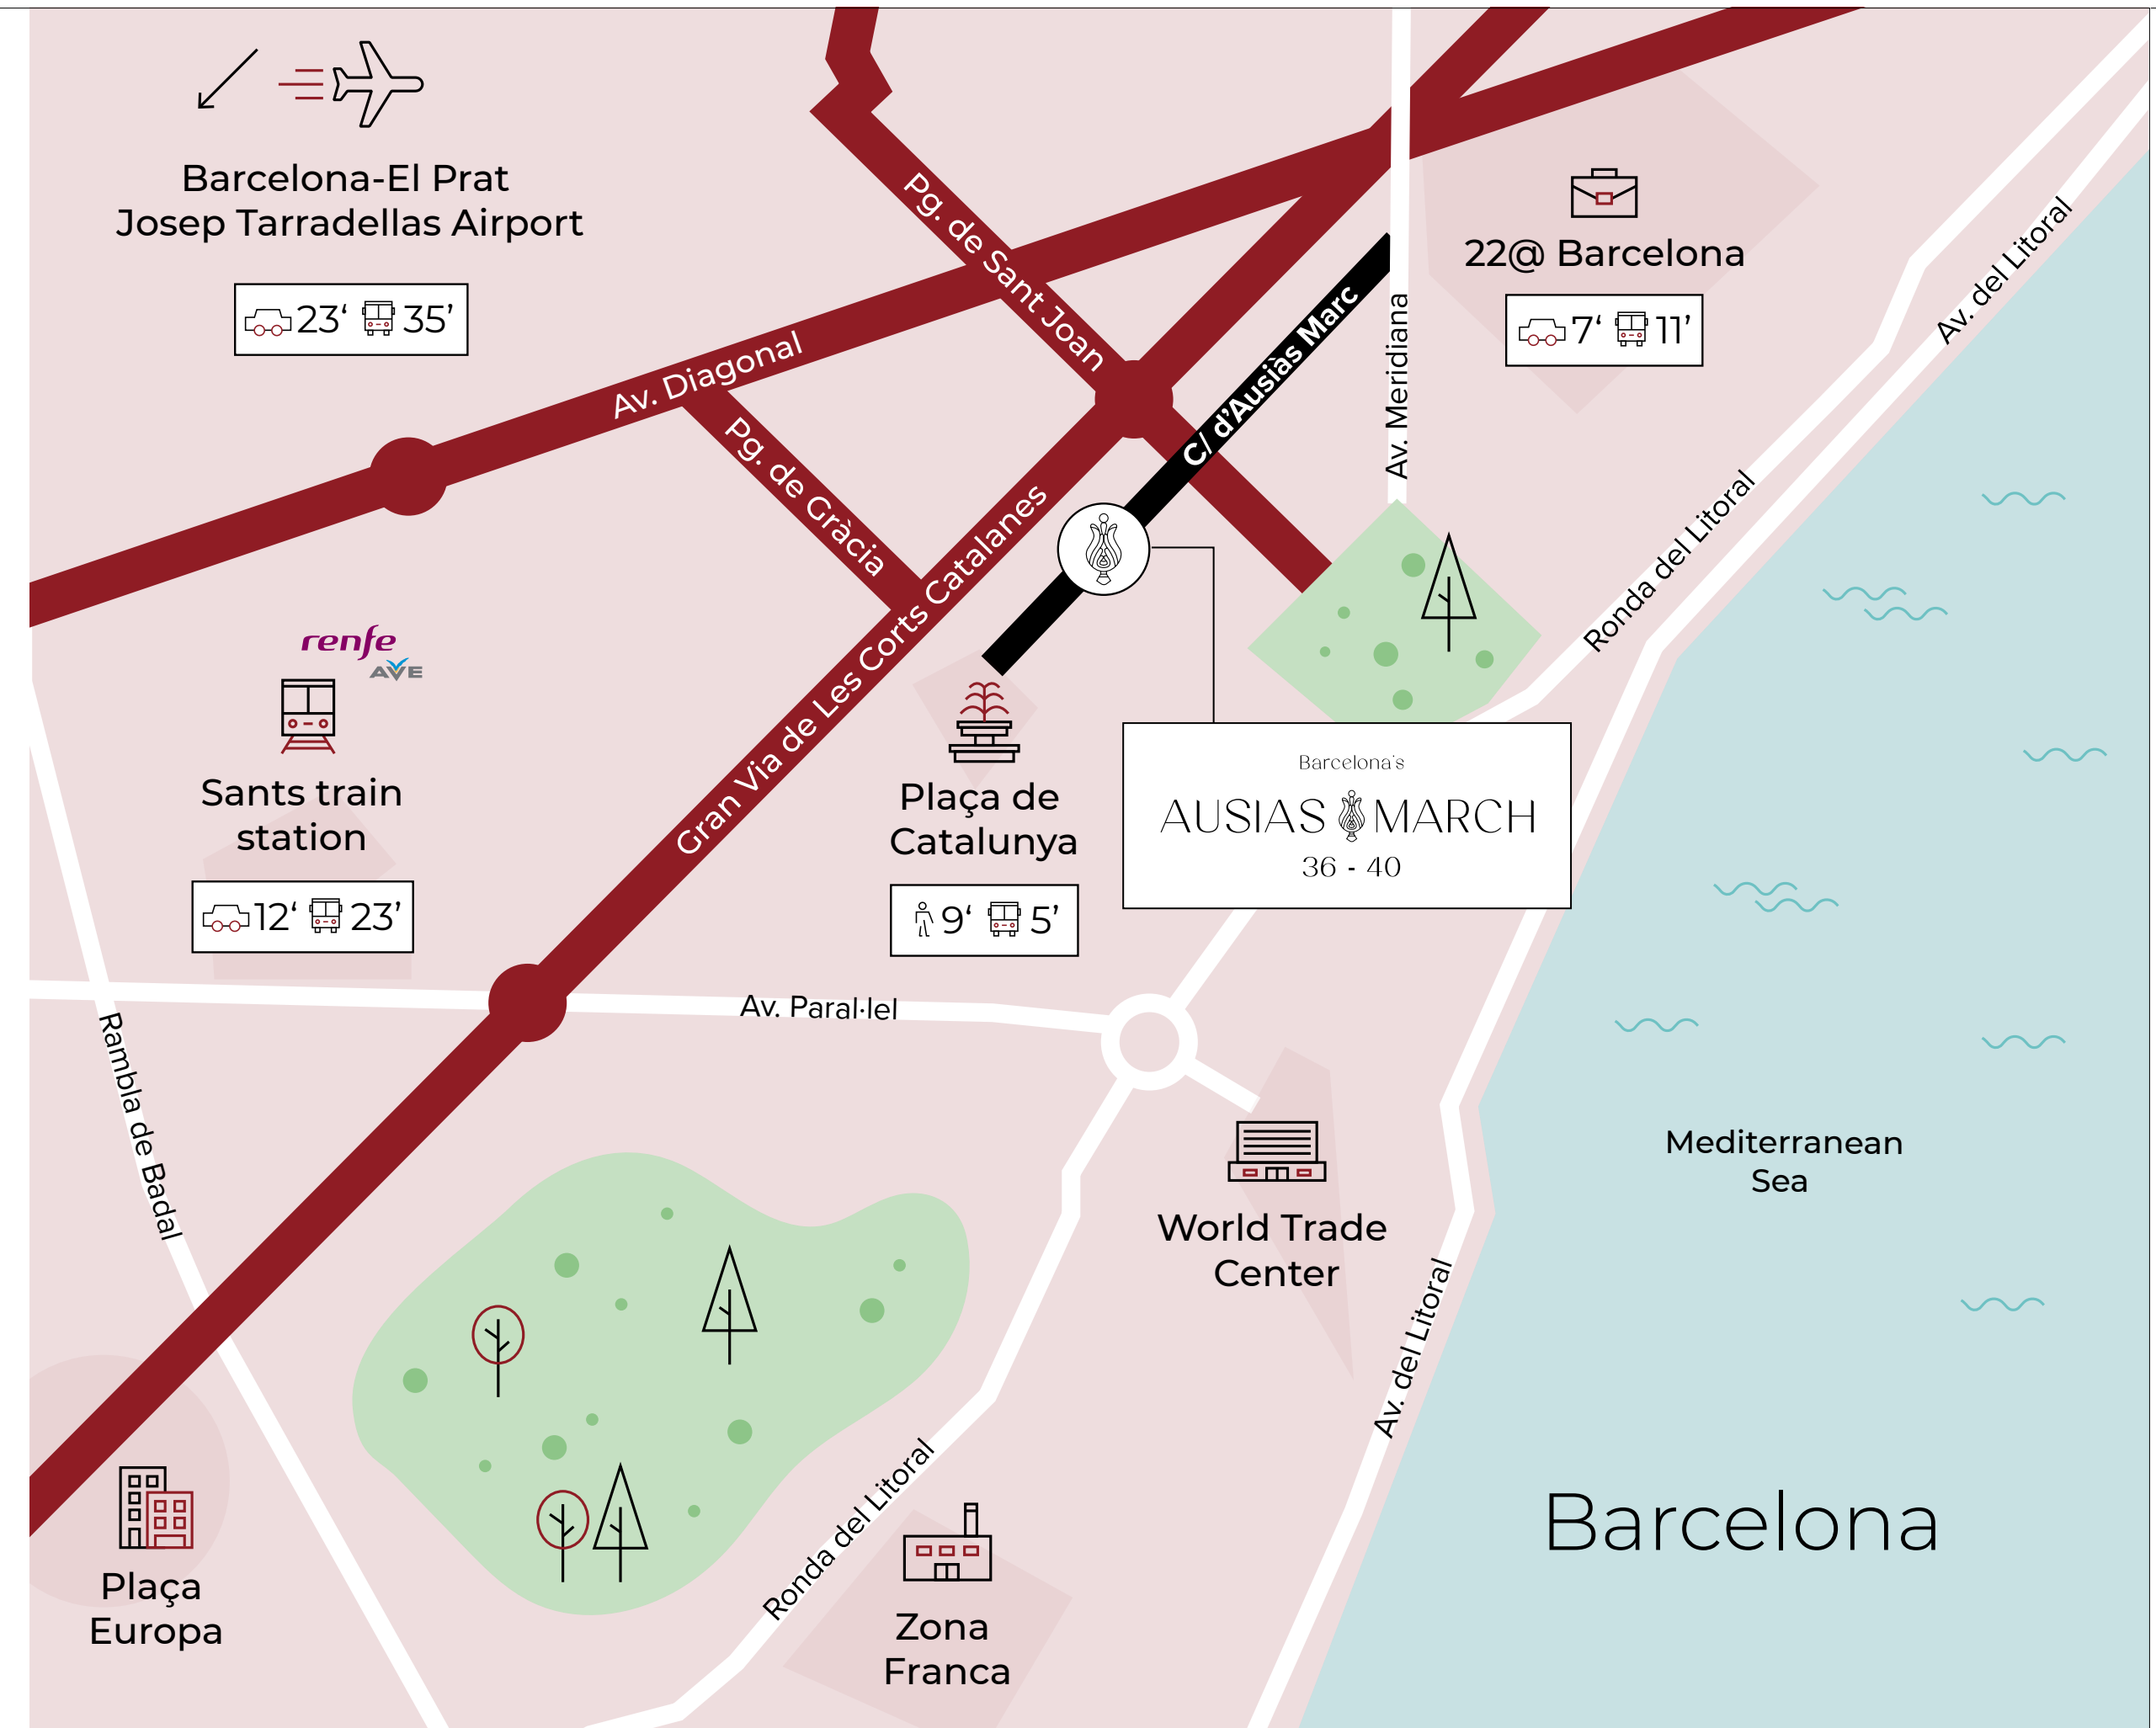 Barcelona-El Prat
Josep Tarradellas Airport
23‘ 35’
Pg. de Sant Joan
22@ Barcelona
7‘ 11’
Av. del Litoral
Av. Diagonal
Pg. de Gràcia
C/ d’Ausiàs Marc
Av. Meridiana
Gran Via de Les Corts Catalanes
Ronda del Litoral
renfe
AVE
Sants train
station
12‘ 23’
Plaça de
Catalunya
9‘ 5’
Barcelona's
AUSIAS MARCH
36 - 40
Av. Paral·lel
Rambla de Badal
World Trade
Center
Mediterranean
Sea
Av. del Litoral
Ronda del Litoral
Barcelona
Plaça
Europa
Zona
Franca